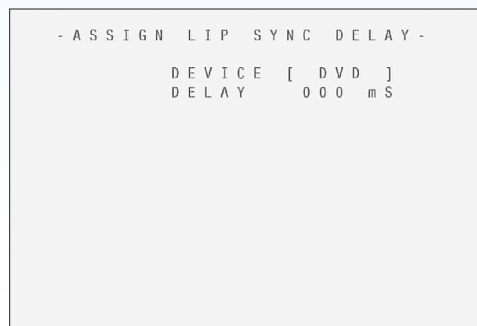 -ASSIGN LIP SYNC DELAY-
DEVICE [ DVD ]
DELAY 000 mS